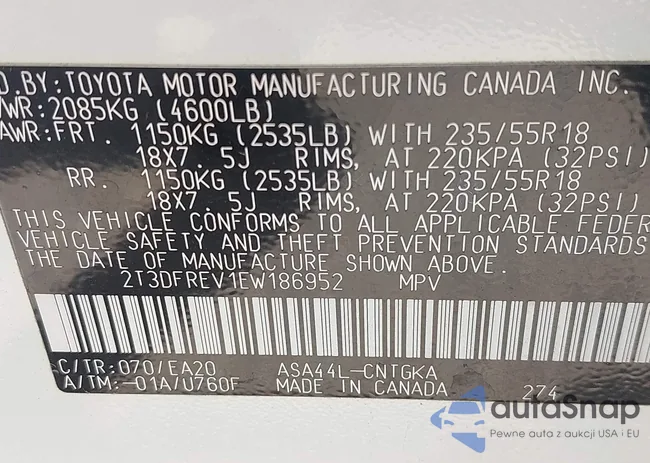 D.BY:TOYOTA MOTOR MANUFACTURING CANADA INC.
VWR:2085KG (4600LB)
AWR:FRT. 1150KG (2535LB) WITH 235/55R18
18X7.5J RIMS, AT 220KPA (32PSI)
RR. 1150KG (2535LB) WITH 235/55R18
18X7.5J RIMS, AT 220KPA (32PSI)
THIS VEHICLE CONFORMS TO ALL APPLICABLE FEDER
VEHICLE SAFETY AND THEFT PREVENTION STANDARDS
THE DATE OF MANUFACTURE SHOWN ABOVE.
2T3DFREV1EW186952 MPV
C/TR:070/EA20 ASA44L-CNTGKA
A/TM:-01A/U760F MADE IN CANADA 274
autoSnap
Pewne auta z aukcji USA i EU